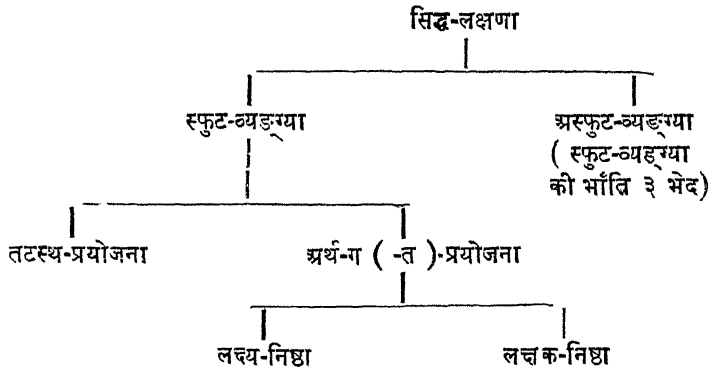 सिद्ध-लक्षणा
स्फुट-व्यङ्ग्या
अस्फुट-व्यङ्ग्या
( स्फुट-व्यङ्ग्या
की भाँति ३ भेद)
तटस्थ-प्रयोजना
अर्थ-ग ( -त )-प्रयोजना
लक्ष्य-निष्ठा
लक्षक-निष्ठा